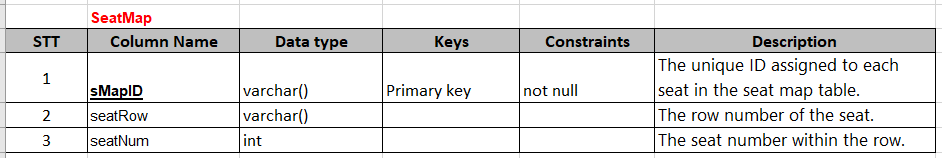 SeatMap
STT Column Name Data type Keys Constraints Description
1 sMapID varchar() Primary key not null The unique ID assigned to each
seat in the seat map table.
2 seatRow varchar() The row number of the seat.
3 seatNum int The seat number within the row.